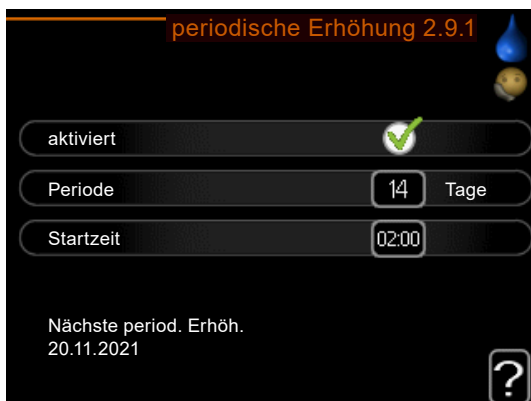 periodische Erhöhung 2.9.1
aktiviert
Periode 14 Tage
Startzeit 02:00
Nächste period. Erhöh.
20.11.2021
?